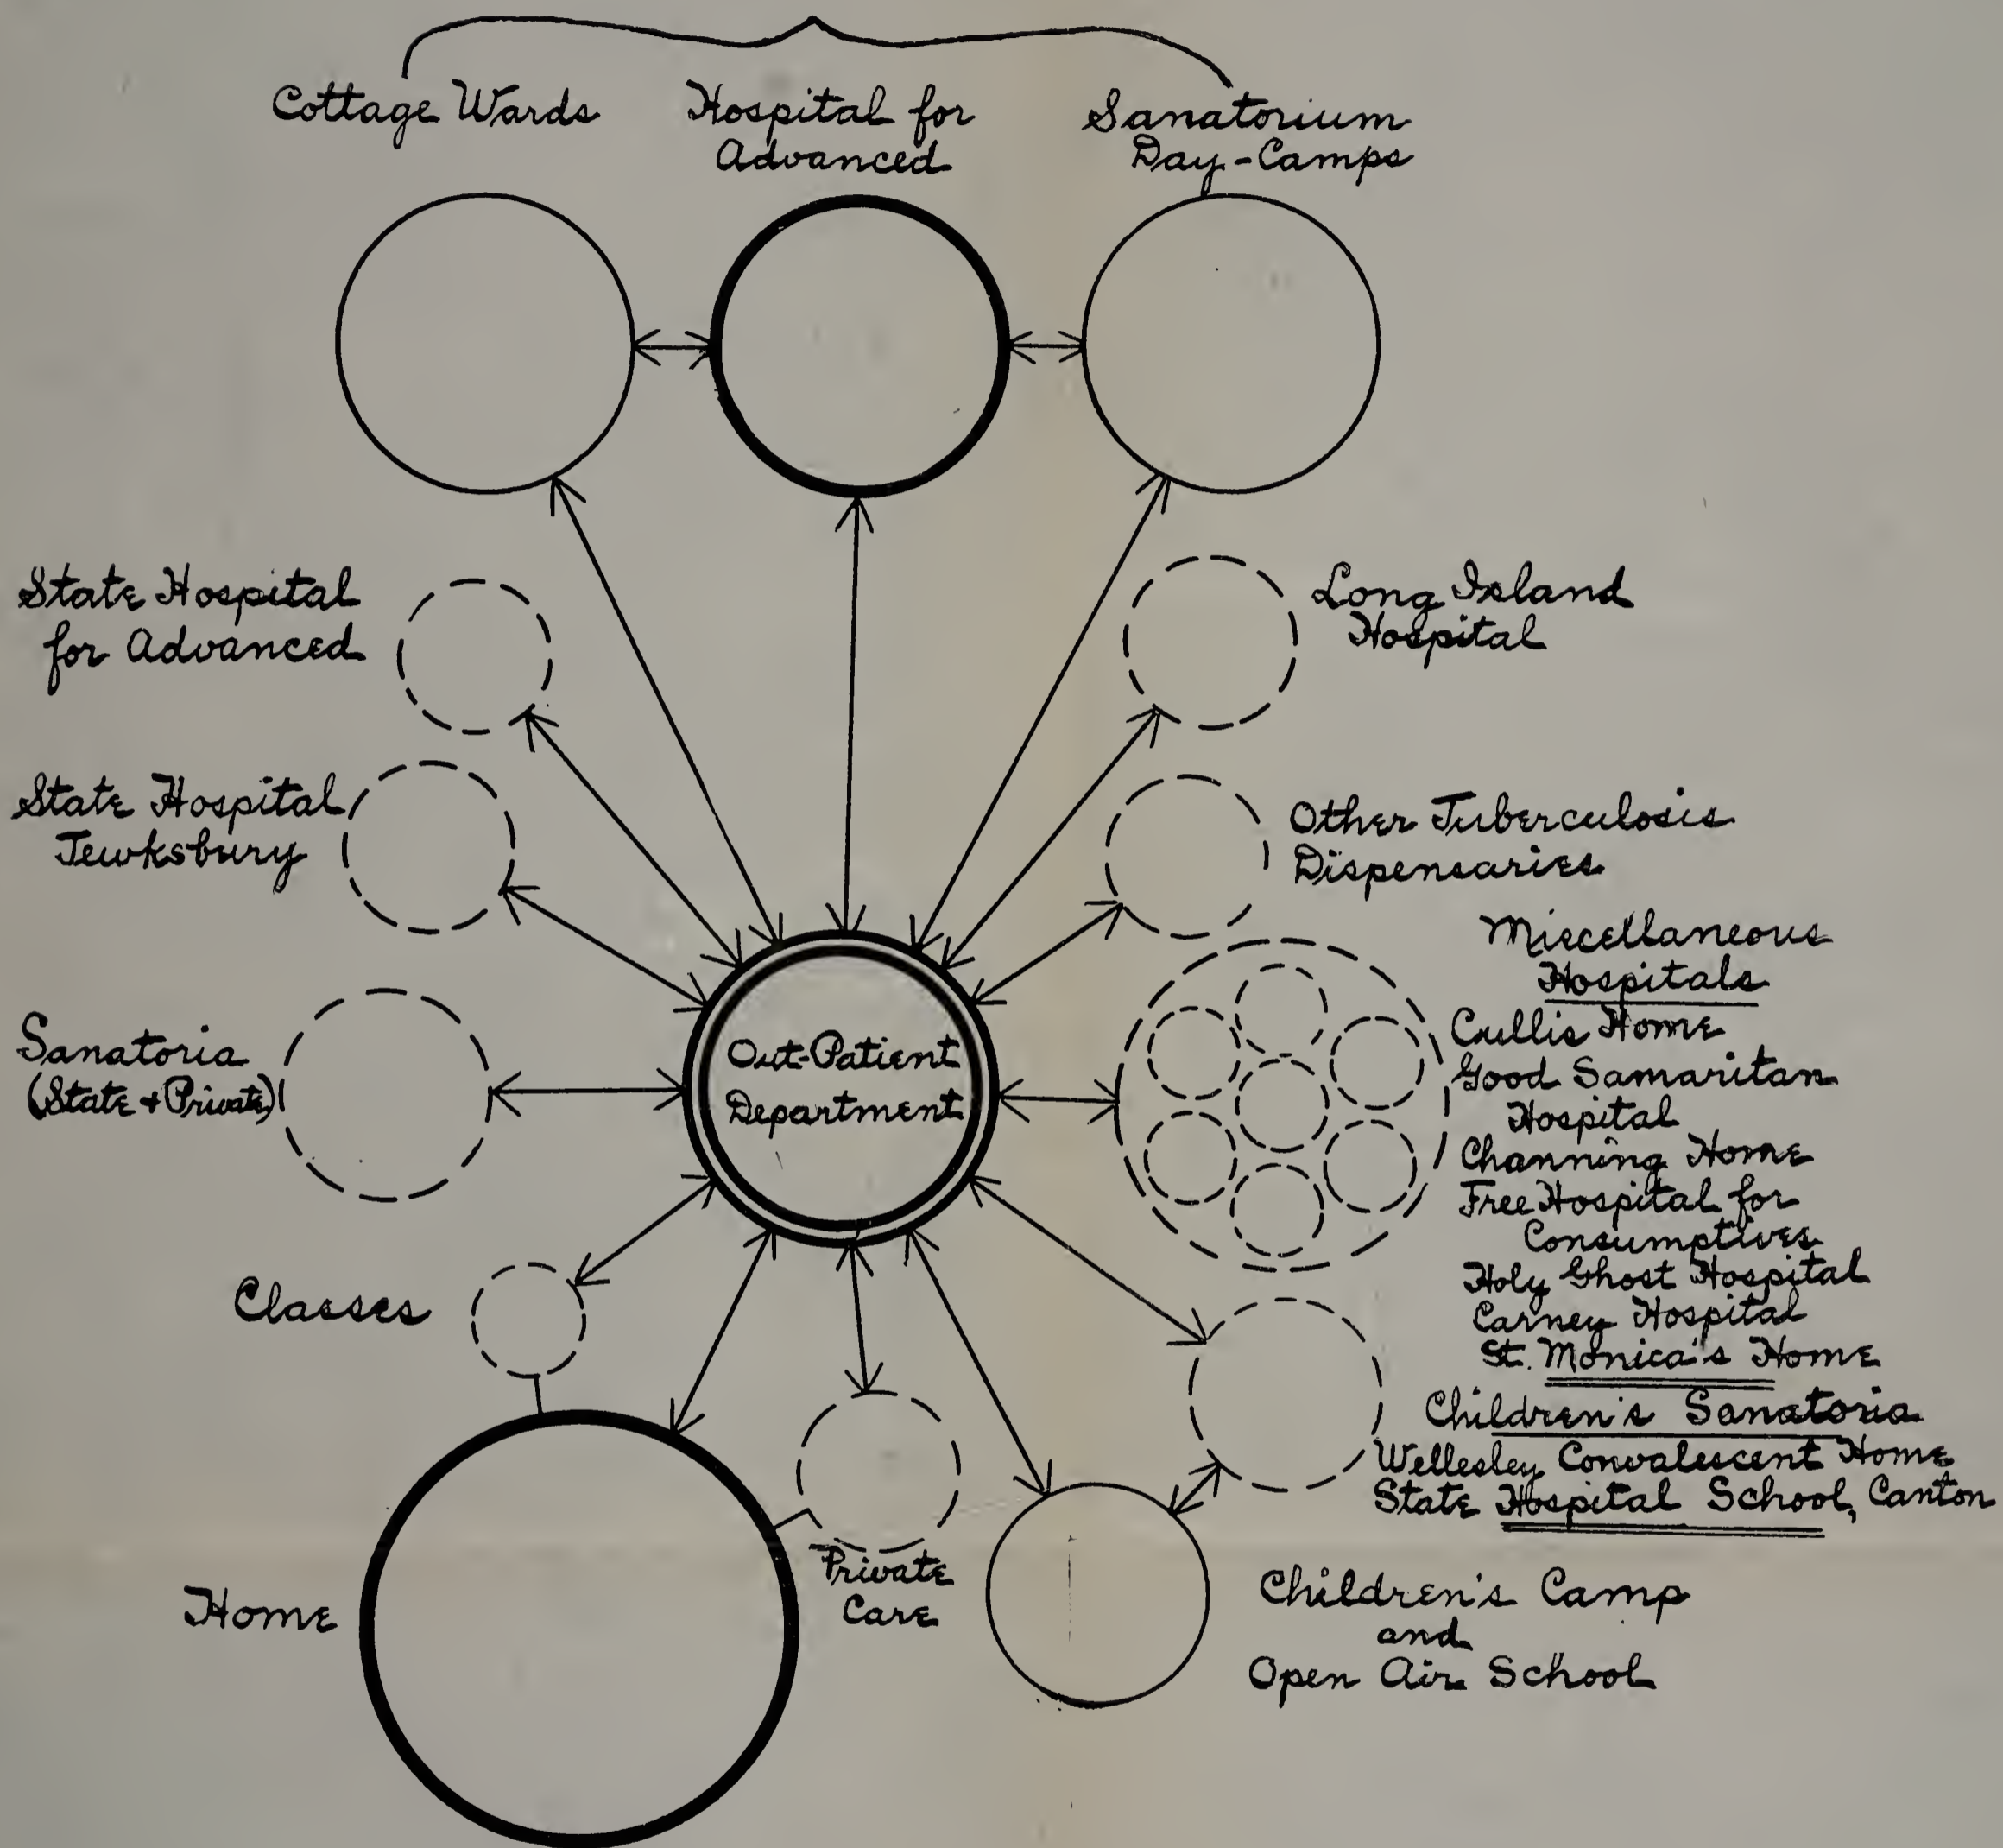 Cottage Wards
Hospital for
Advanced
Sanatorium
Day-Camps
State Hospital
for Advanced
Long Island
Hospital
State Hospital
Tewksbury
Other Tuberculosis
Dispensaries
Sanatoria
(State & Private)
Out-Patient
Department
Miscellaneous
Hospitals
Cullis Home
Good Samaritan
Hospital
Channing Home
Free Hospital for
Consumptives
Holy Ghost Hospital
Carney Hospital
St. Monica's Home
Children's Sanatoria
Wellesley Convalescent Home
State Hospital School, Canton
Classes
Home
Private
Care
Children's Camp
and
Open Air School